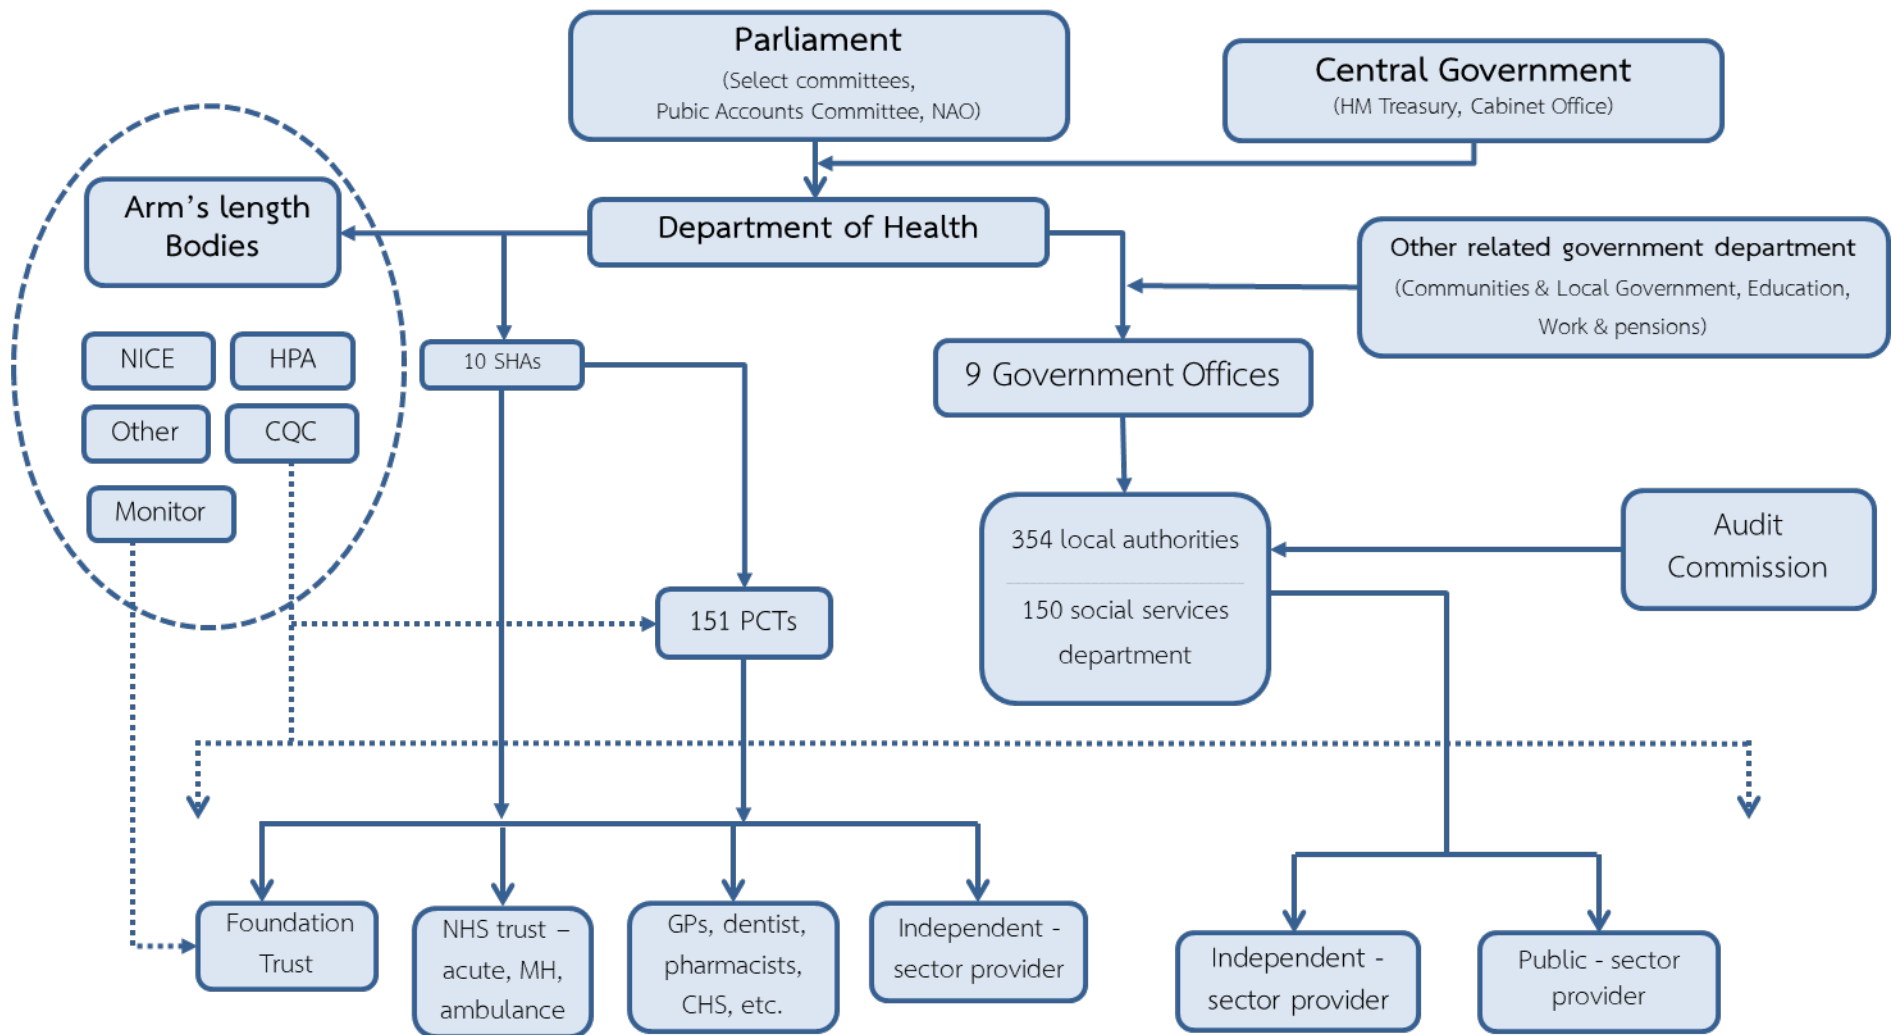 Parliament
(Select committees,
Pubic Accounts Committee, NAO)
Central Government
(HM Treasury, Cabinet Office)
Arm's length
Bodies
Department of Health
Other related government department
(Communities & Local Government, Education,
Work & pensions)
NICE
HPA
10 SHAs
9 Government Offices
Other
CQC
Monitor
354 local authorities
150 social services
department
Audit
Commission
151 PCTs
Foundation
Trust
NHS trust –
acute, MH,
ambulance
GPs, dentist,
pharmacists,
CHS, etc.
Independent -
sector provider
Independent -
sector provider
Public - sector
provider